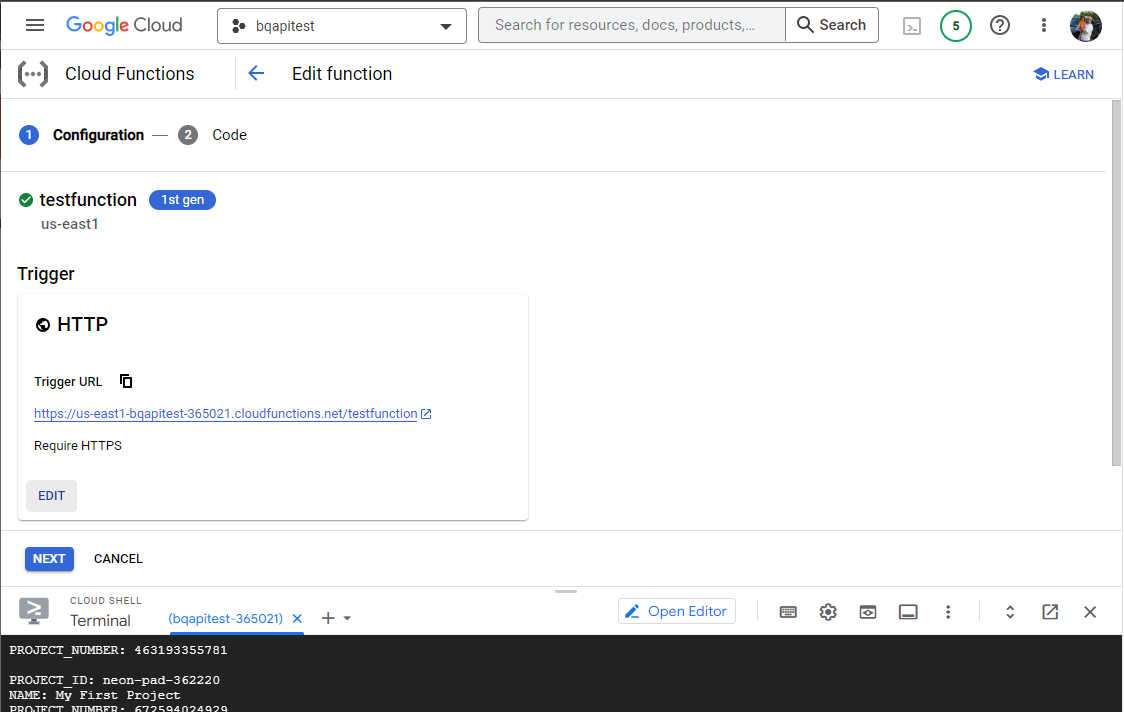 Google Cloud bqapitest Search for resources, docs, products,... Search 5
Cloud Functions Edit function LEARN
1 Configuration — 2 Code
testfunction 1st gen
us-east1
Trigger
HTTP
Trigger URL
https://us-east1-bqapitest-365021.cloudfunctions.net/testfunction
Require HTTPS
EDIT
NEXT CANCEL
CLOUD SHELL
Terminal (bqapitest-365021) Open Editor
PROJECT_NUMBER: 463193355781
PROJECT_ID: neon-pad-362220
NAME: My First Project
PROJECT_NUMBER: 672594024929